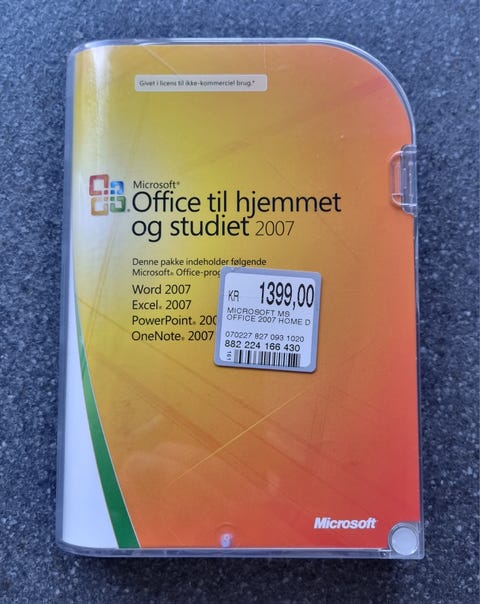 Givet i licens til ikke-kommerciel brug.*
Microsoft®
Office til hjemmet
og studiet 2007
Denne pakke indeholder følgende
Microsoft® Office-prog
Word 2007
Excel® 2007
PowerPoint® 200
OneNote® 2007
KR 1399,00
MICROSOFT MS
OFFICE 2007 HOME D
070227 827 093 1020
882 224 166 430
161
Microsoft